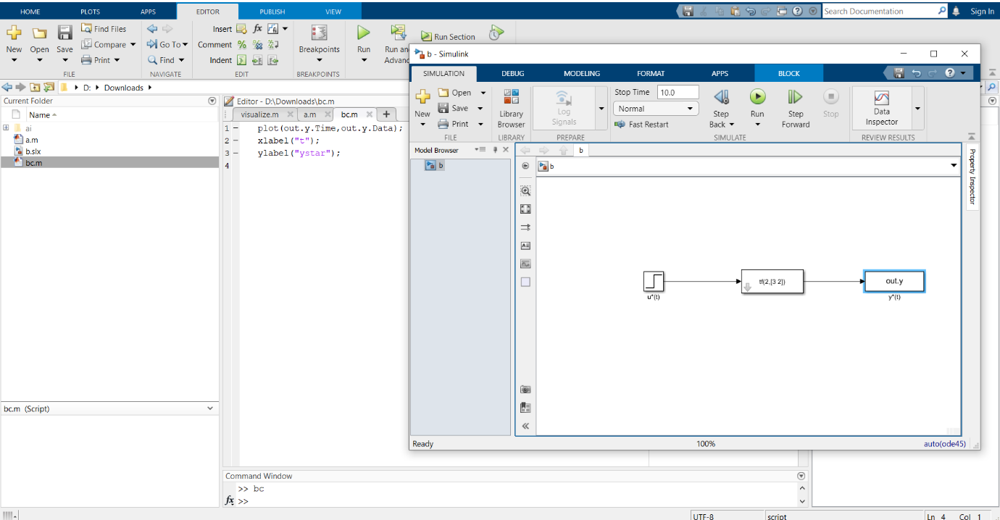 HOME PLOTS APPS EDITOR PUBLISH VIEW Search Documentation Sign In
New Open Save Find Files Compare Print
FILE
Go To Find
NAVIGATE
Insert fx
Comment
Indent
EDIT
Breakpoints
BREAKPOINTS
Run Run an
Advanc
Run Section
D: Downloads
Current Folder
Name
ai
a.m
b.slx
bc.m
bc.m (Script)
Editor - D:\Downloads\bc.m
visualize.m a.m bc.m
1 - plot(out.y.Time,out.y.Data);
2 - xlabel("t");
3 - ylabel("ystar");
4
Command Window
>> bc
fx >>
UTF-8 script Ln 4 Col 1
b - Simulink
SIMULATION DEBUG MODELING FORMAT APPS BLOCK
New Open Save Print
FILE
Library Browser
LIBRARY
Log Signals
PREPARE
Stop Time 10.0
Normal
Fast Restart
Step Back Run Step Forward Stop
SIMULATE
Data Inspector
REVIEW RESULTS
Model Browser
b
b
b
Property Inspector
u*(t)
tf(2,[3 2])
out.y
y*(t)
Ready 100% auto(ode45)